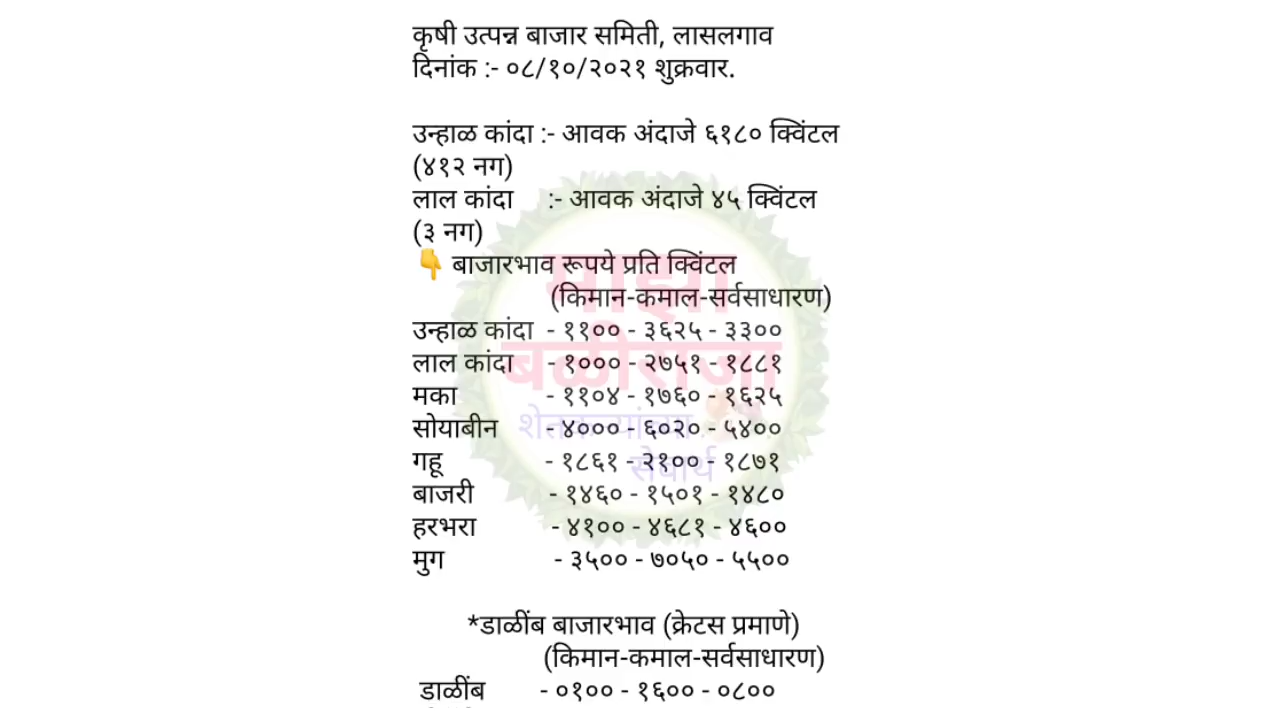 कृषी उत्पन्न बाजार समिती, लासलगाव
दिनांक :- ०८/१०/२०२१ शुक्रवार.
उन्हाळ कांदा :- आवक अंदाजे ६१८० क्विंटल
(४१२ नग)
लाल कांदा :- आवक अंदाजे ४५ क्विंटल
(३ नग)
👇 बाजारभाव रूपये प्रति क्विंटल
(किमान-कमाल-सर्वसाधारण)
उन्हाळ कांदा - ११०० - ३६२५ - ३३००
लाल कांदा - १००० - २७५१ - १८८१
मका - ११०४ - १७६० - १६२५
सोयाबीन - ४००० - ६०२० - ५४००
गहू - १८६१ - २१०० - १८७१
बाजरी - १४६० - १५०१ - १४८०
हरभरा - ४१०० - ४६८१ - ४६००
मुग - ३५०० - ७०५० - ५५००
*डाळींब बाजारभाव (क्रेटस प्रमाणे)
(किमान-कमाल-सर्वसाधारण)
डाळींब - ०१०० - १६०० - ०८००
माझा
बळीराजा
सेवार्थ